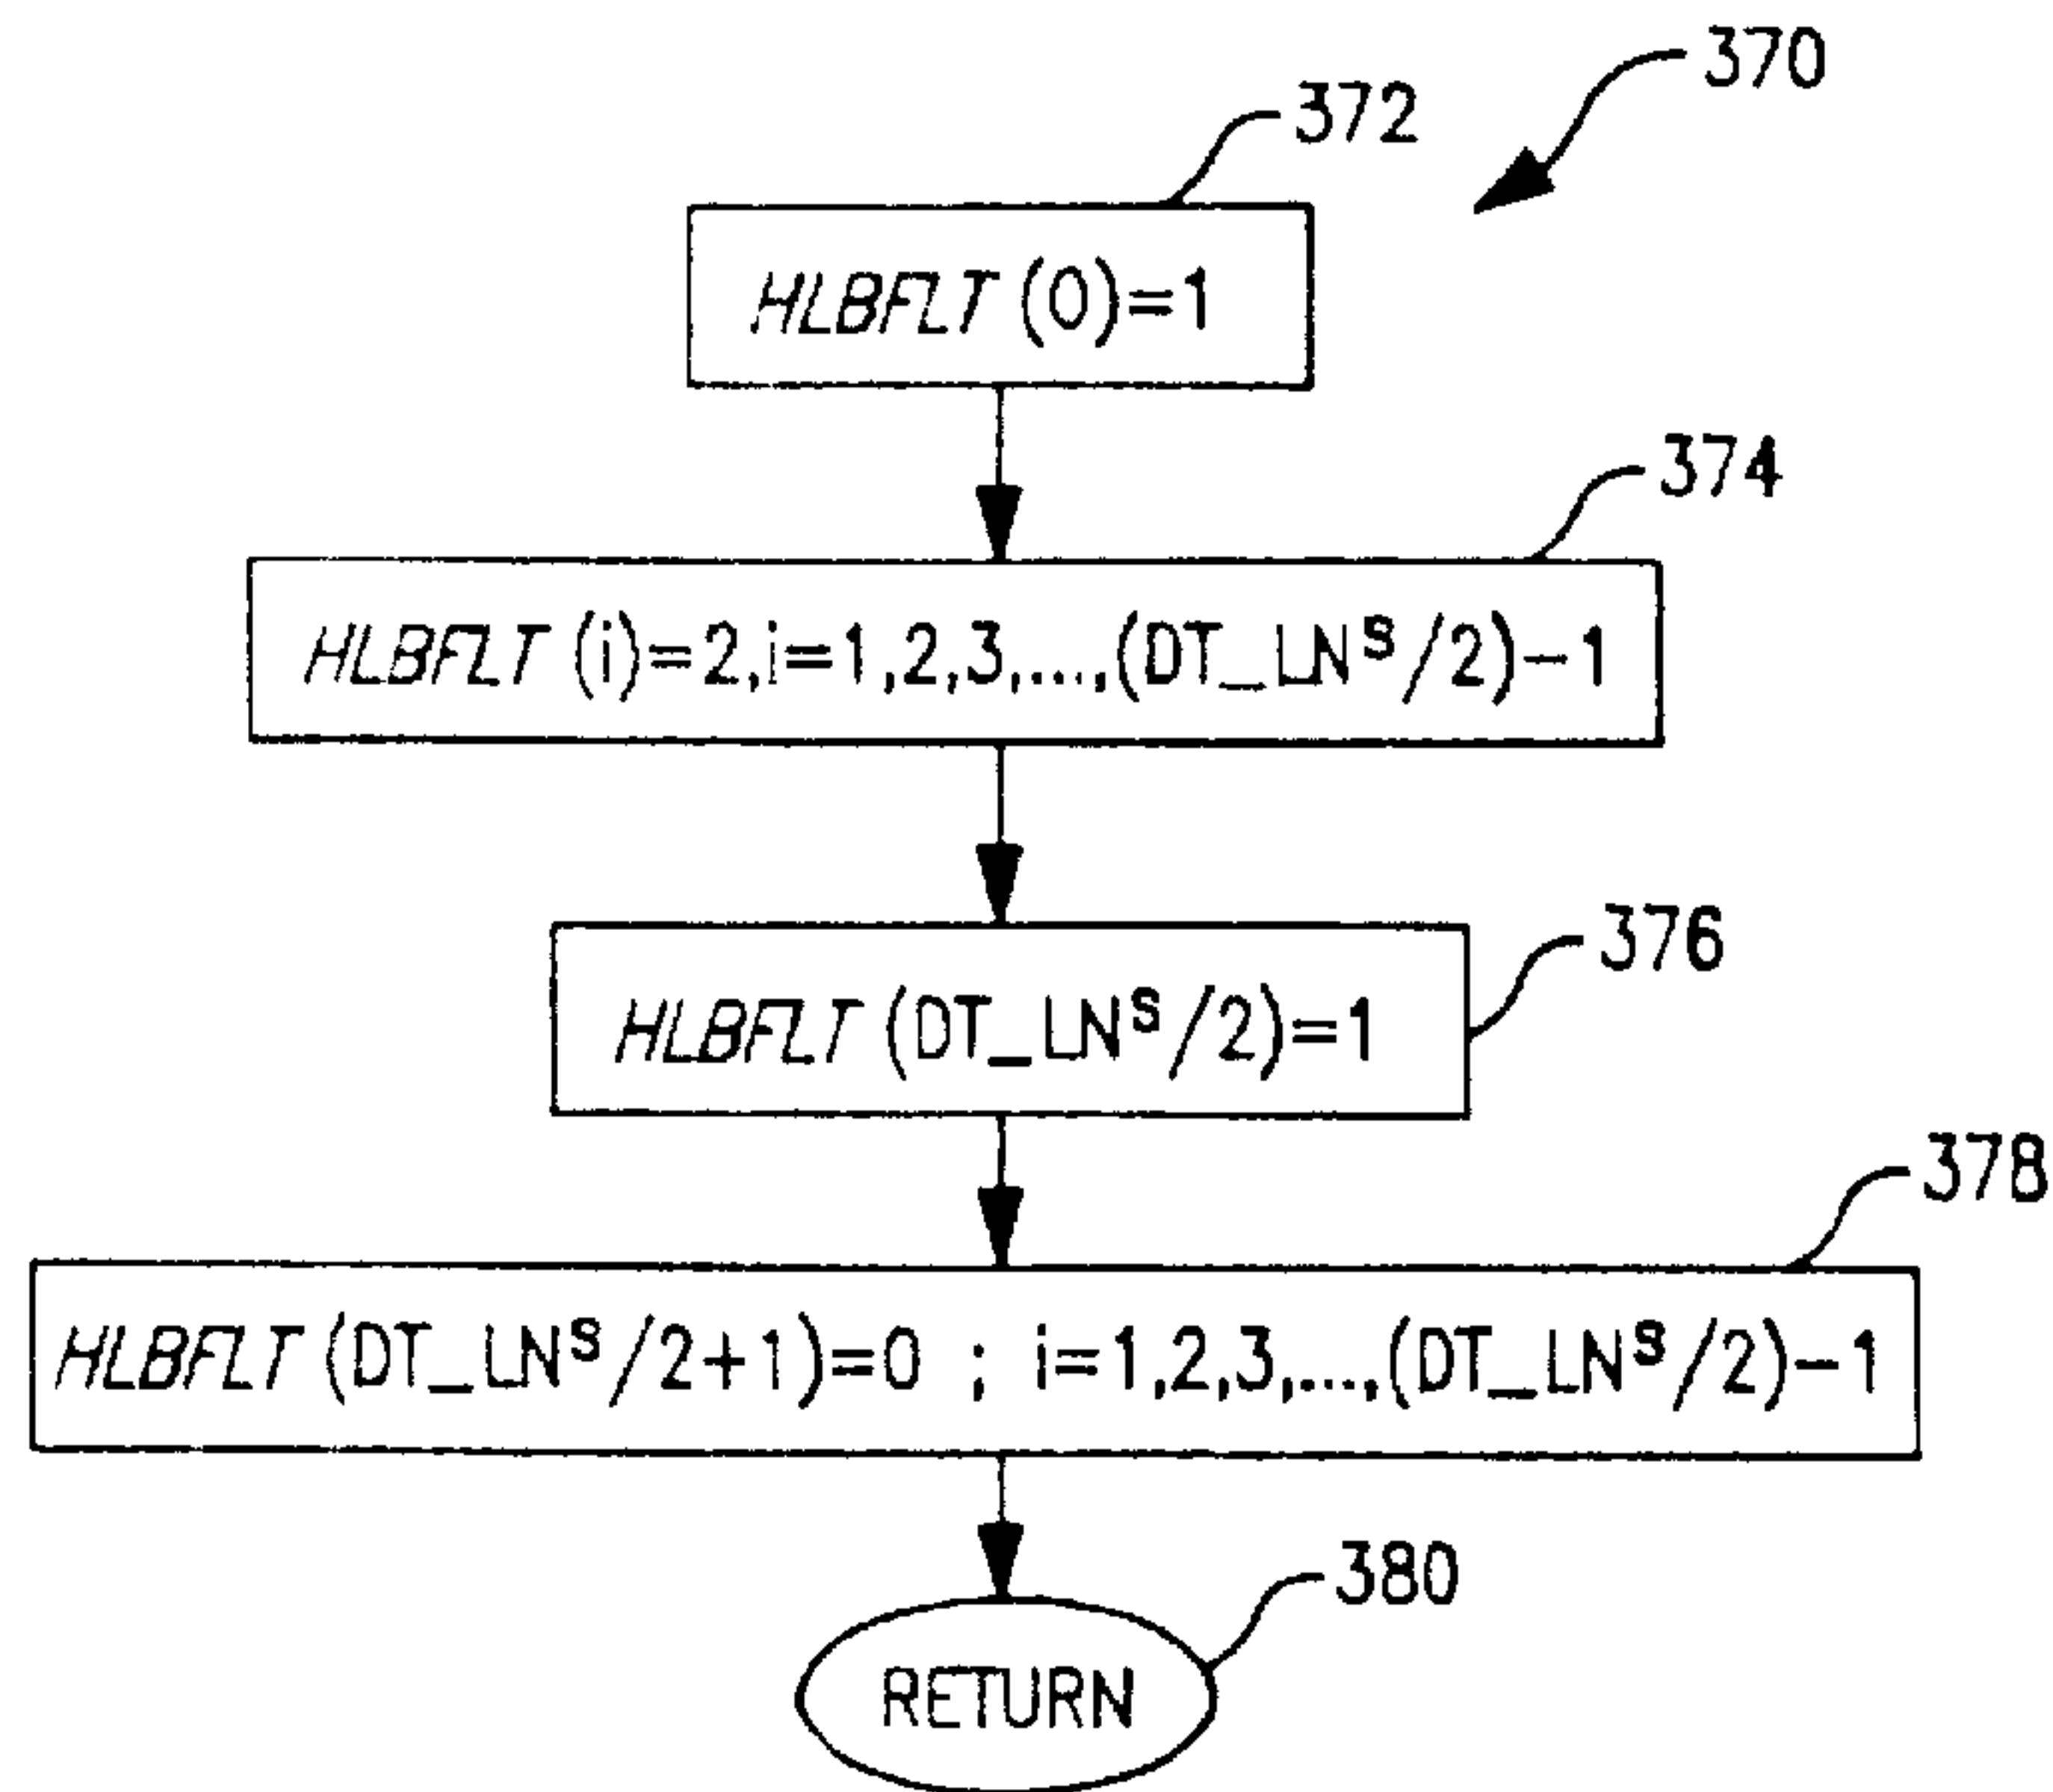 370
372
HLBFLT(0)=1
374
HLBFLT(i)=2,i=1,2,3,...,(DT_LNˢ/2)−1
376
HLBFLT(DT_LNˢ/2)=1
378
HLBFLT(DT_LNˢ/2+1)=0 ; i=1,2,3,...,(DT_LNˢ/2)−1
380
RETURN